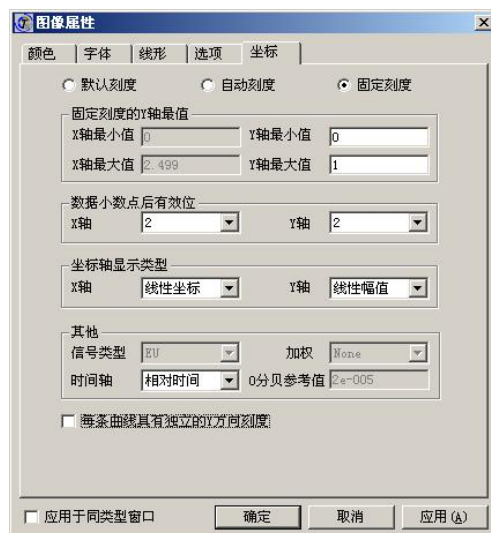 图像属性
颜色 字体 线形 选项 坐标
默认刻度 自动刻度 固定刻度
固定刻度的Y轴最值
X轴最小值 0 Y轴最小值 0
X轴最大值 2.499 Y轴最大值 1
数据小数点后有效位
X轴 2 Y轴 2
坐标轴显示类型
X轴 线性坐标 Y轴 线性幅值
其他
信号类型 EU 加权 None
时间轴 相对时间 0分贝参考值 2e-005
每条曲线具有独立的Y方向刻度
应用于同类型窗口 确定 取消 应用(A)